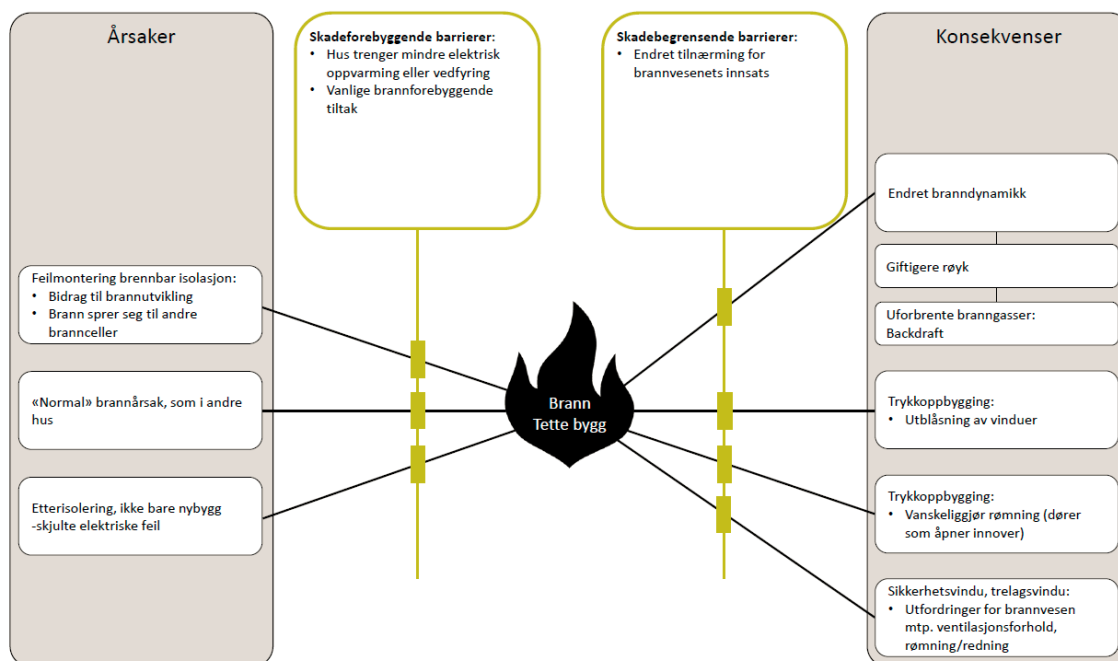 Årsaker
Feilmontering brennbar isolasjon:
• Bidrag til brannutvikling
• Brann sprer seg til andre
brannceller
«Normal» brannårsak, som i andre
hus
Etterisolering, ikke bare nybygg
-skjulte elektriske feil
Skadeforebyggende barrierer:
• Hus trenger mindre elektrisk
oppvarming eller vedfyring
• Vanlige brannforebyggende
tiltak
Brann
Tette bygg
Skadebegrensende barrierer:
• Endret tilnærming for
brannvesenets innsats
Konsekvenser
Endret branndynamikk
Giftigere røyk
Uforbrente branngasser:
Backdraft
Trykkoppbygging:
• Utblåsning av vinduer
Trykkoppbygging:
• Vanskeliggjør rømning (dører
som åpner innover)
Sikkerhetsvindu, trelagsvindu:
• Utfordringer for brannvesen
mtp. ventilasjonsforhold,
rømning/redning